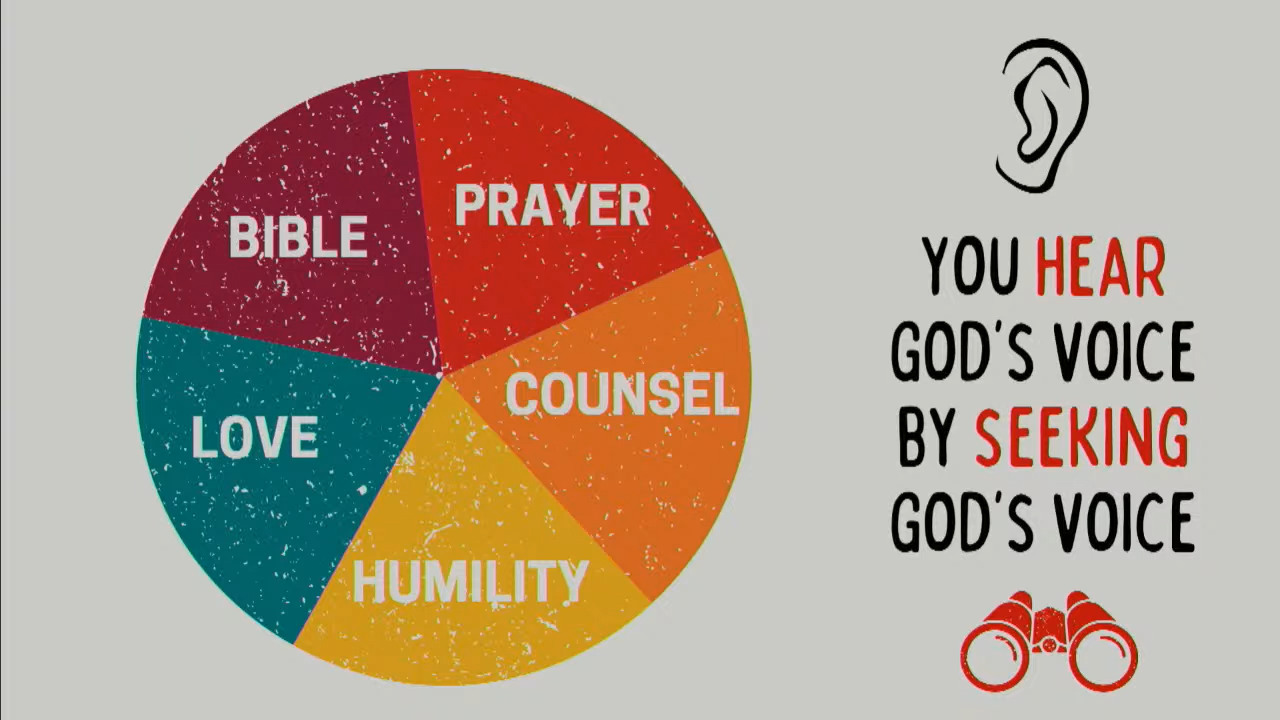 BIBLE
PRAYER
COUNSEL
LOVE
HUMILITY
YOU HEAR
GOD'S VOICE
BY SEEKING
GOD'S VOICE